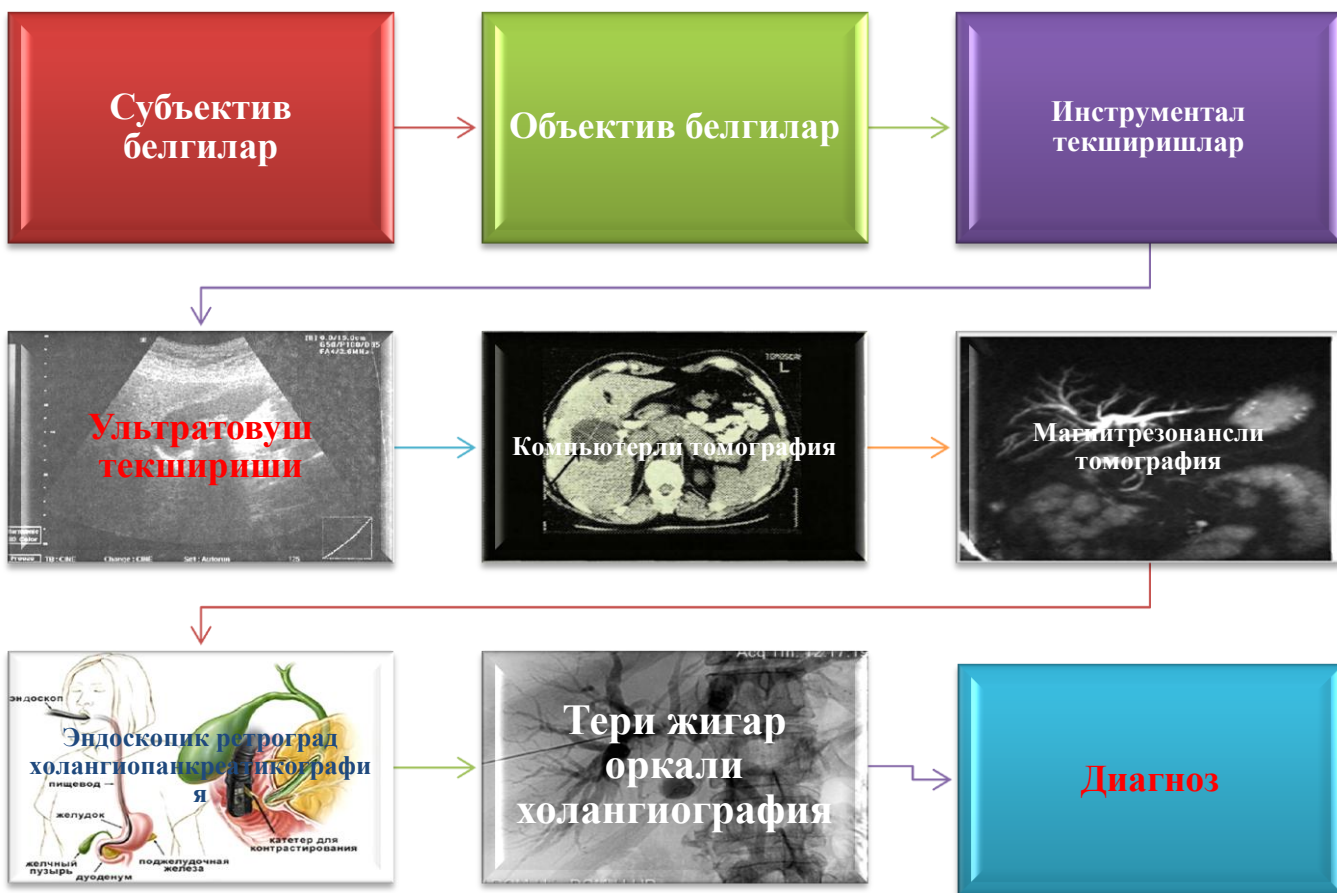 Субъектив
белгилар
Объектив белгилар
Инструментал
текширишлар
Ультратовуш
текшириши
Компьютерли томография
TOMOSCAN
L
Магнитрезонансли
томография
эндоскоп
Эндоскопик ретроград
холангиопанкреатикографи
я
пищевод
желудок
желчный
пузырь
дуоденум
поджелудочная
железа
катетер для
контрастирования
Тери жигар
оркали
холангиография
Диагноз